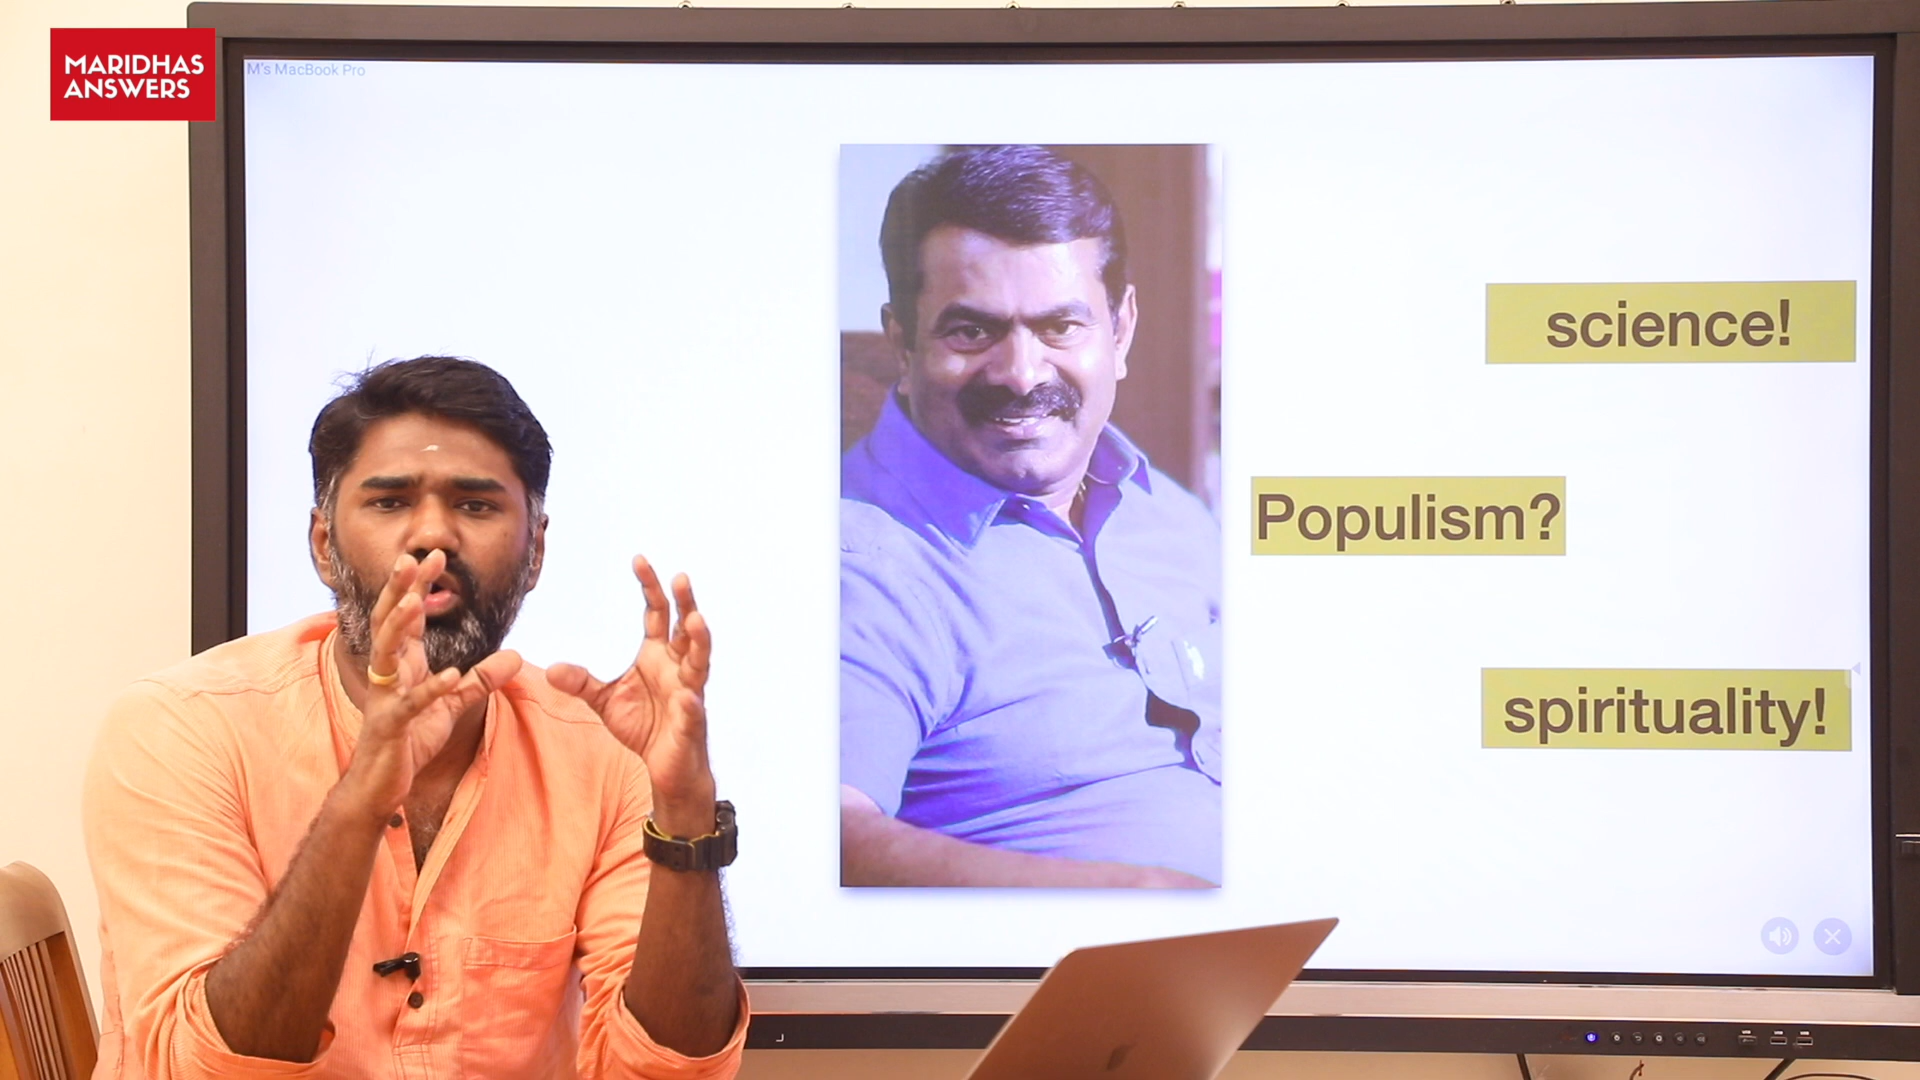 MARIDHAS
ANSWERS
M's MacBook Pro
science!
Populism?
spirituality!